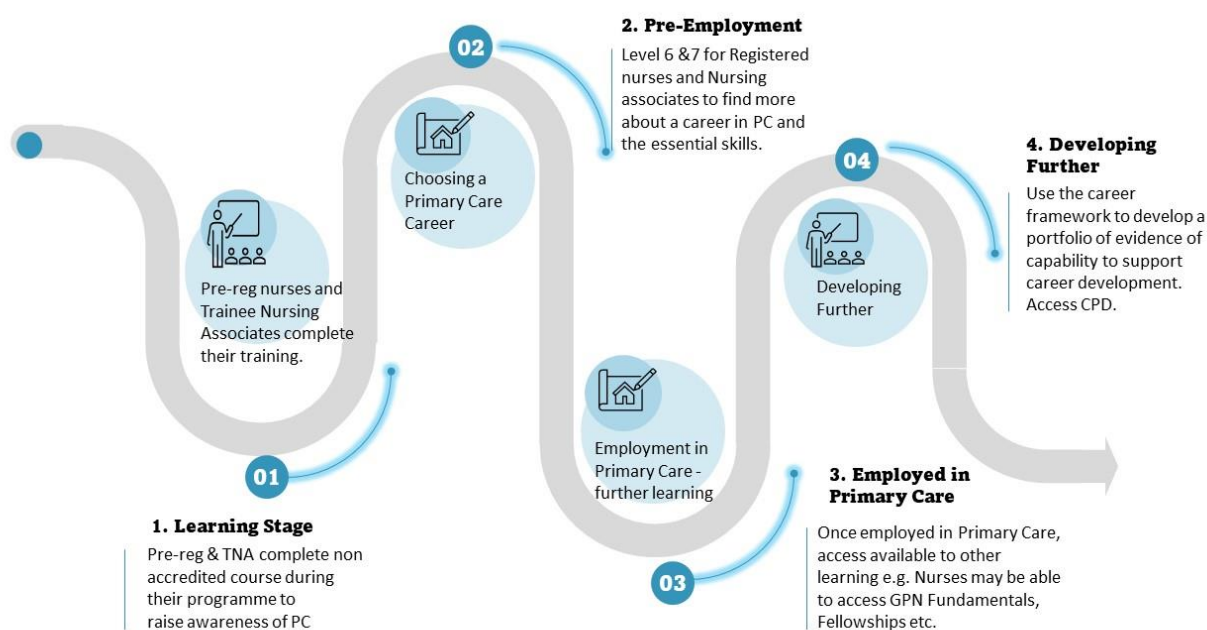 01
1. Learning Stage
Pre-reg & TNA complete non
accredited course during
their programme to
raise awareness of PC
Pre-reg nurses and
Trainee Nursing
Associates complete
their training.
02
2. Pre-Employment
Level 6 &7 for Registered
nurses and Nursing
associates to find more
about a career in PC and
the essential skills.
Choosing a
Primary Care
Career
03
3. Employed in
Primary Care
Once employed in Primary Care,
access available to other
learning e.g. Nurses may be able
to access GPN Fundamentals,
Fellowships etc.
Employment in
Primary Care -
further learning
04
4. Developing
Further
Use the career
framework to develop a
portfolio of evidence of
capability to support
career development.
Access CPD.
Developing
Further